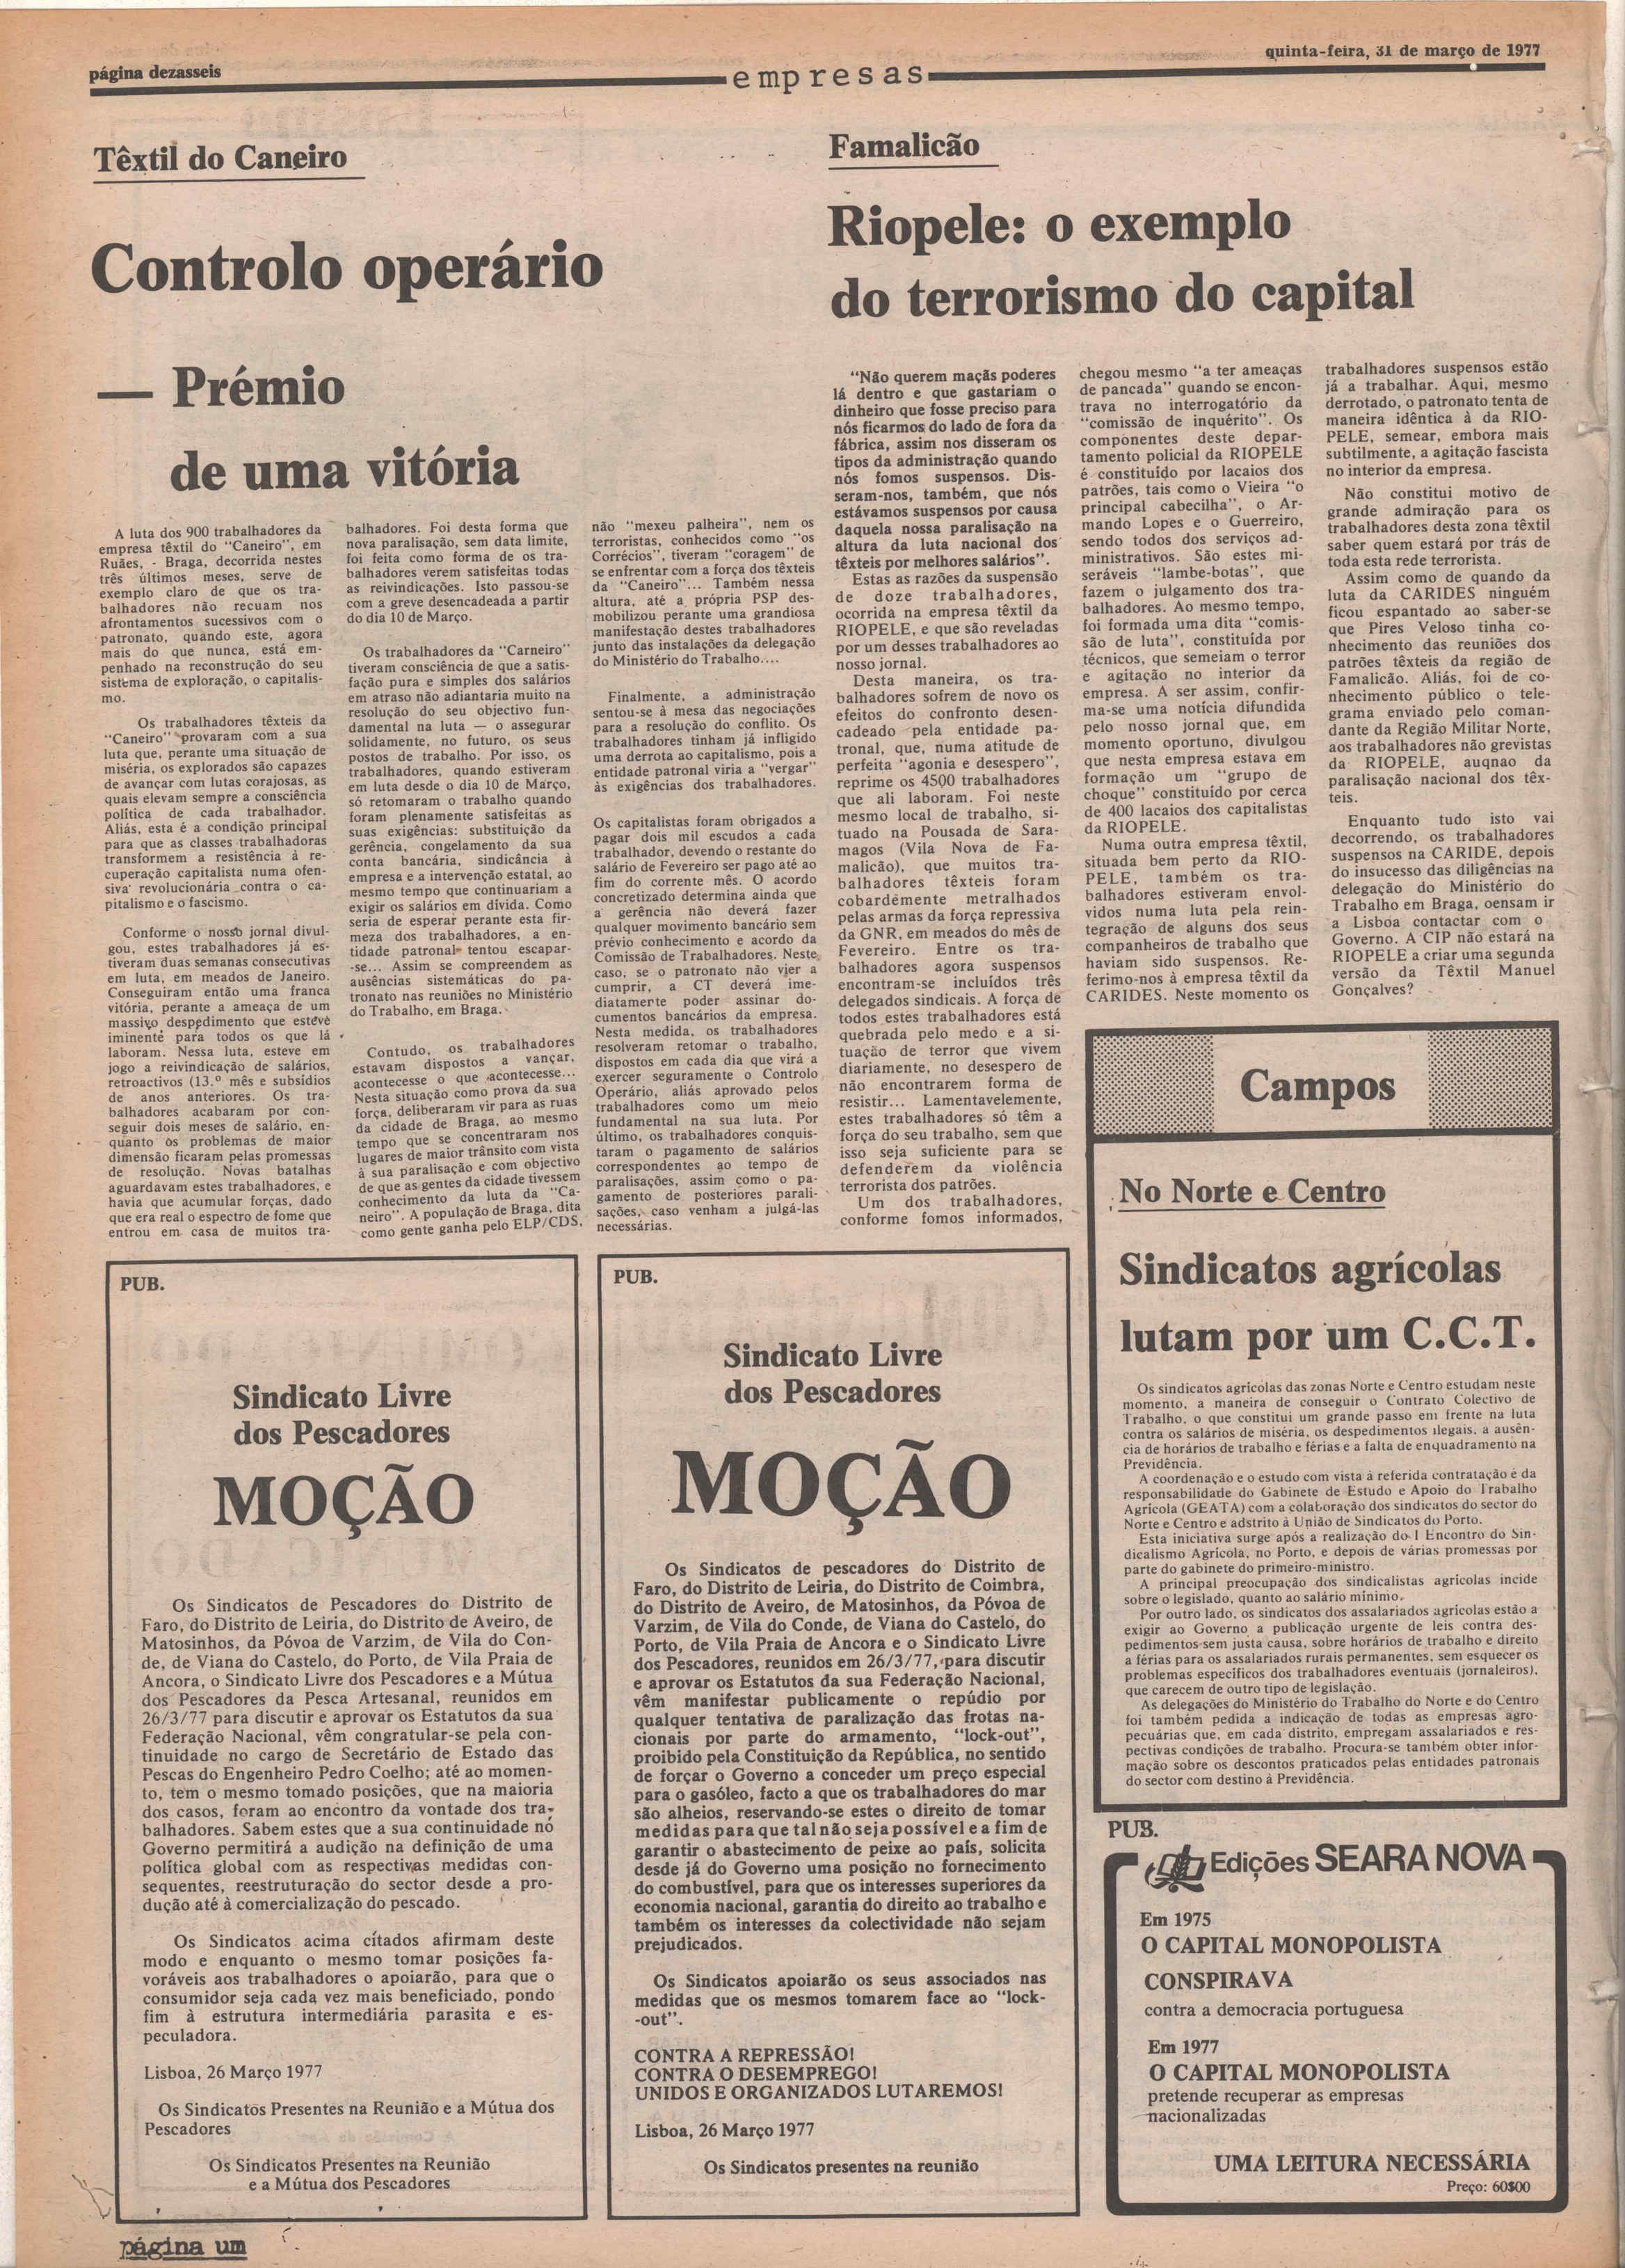 página dezasseis
empresas
quinta-feira, 31 de março de 1977
Têxtil do Caneiro
Controlo operário
— Prémio
de uma vitória
A luta dos 900 trabalhadores da
empresa têxtil do "Caneiro", em
Ruães, - Braga, decorrida nestes
três últimos meses, serve de
exemplo claro de que os tra-
balhadores não recuam nos
afrontamentos sucessivos com o
patronato, quando este, agora
mais do que nunca, está em-
penhado na reconstrução do seu
sistema de exploração, o capitalis-
mo.
Os trabalhadores têxteis da
"Caneiro" provaram com a sua
luta que, perante uma situação de
miséria, os explorados são capazes
de avançar com lutas corajosas, as
quais elevam sempre a consciência
política de cada trabalhador.
Aliás, esta é a condição principal
para que as classes trabalhadoras
transformem a resistência à re-
cuperação capitalista numa ofen-
siva revolucionária contra o ca-
pitalismo e o fascismo.
Conforme o nosso jornal divul-
gou, estes trabalhadores já es-
tiveram duas semanas consecutivas
em luta, em meados de Janeiro.
Conseguiram então uma franca
vitória, perante a ameaça de um
massivo despedimento que esteve
iminente para todos os que lá
laboram. Nessa luta, esteve em
jogo a reivindicação de salários,
retroactivos (13.º mês e subsídios
de anos anteriores. Os tra-
balhadores acabaram por con-
seguir dois meses de salário, en-
quanto os problemas de maior
dimensão ficaram pelas promessas
de resolução. Novas batalhas
aguardavam estes trabalhadores, e
havia que acumular forças, dado
que era real o espectro de fome que
entrou em casa de muitos tra-
balhadores. Foi desta forma que
nova paralisação, sem data limite,
foi feita como forma de os tra-
balhadores verem satisfeitas todas
as reivindicações. Isto passou-se
com a greve desencadeada a partir
do dia 10 de Março.
Os trabalhadores da "Carneiro"
tiveram consciência de que a satis-
fação pura e simples dos salários
em atraso não adiantaria muito na
resolução do seu objectivo fun-
damental na luta — o assegurar
solidamente, no futuro, os seus
postos de trabalho. Por isso, os
trabalhadores, quando estiveram
em luta desde o dia 10 de Março,
só retomaram o trabalho quando
foram plenamente satisfeitas as
suas exigências: substituição da
gerência, congelamento da sua
conta bancária, sindicância à
empresa e a intervenção estatal, ao
mesmo tempo que continuariam a
exigir os salários em dívida. Como
seria de esperar perante esta fir-
meza dos trabalhadores, a en-
tidade patronal tentou escapar-
-se... Assim se compreendem as
ausências sistemáticas do pa-
tronato nas reuniões no Ministério
do Trabalho, em Braga.
Contudo, os trabalhadores
estavam dispostos a vançar,
acontecesse o que acontecesse...
Nesta situação como prova da sua
força, deliberaram vir para as ruas
da cidade de Braga, ao mesmo
tempo que se concentraram nos
lugares de maior trânsito com vista
à sua paralisação e com objectivo
de que as gentes da cidade tivessem
conhecimento da luta da "Ca-
neiro". A população de Braga, dita
como gente ganha pelo ELP/CDS,
não "mexeu palheira", nem os
terroristas, conhecidos como "os
Corrécios", tiveram "coragem" de
se enfrentar com a força dos têxteis
da "Caneiro"... Também nessa
altura, até a própria PSP des-
mobilizou perante uma grandiosa
manifestação destes trabalhadores
junto das instalações da delegação
do Ministério do Trabalho....
Finalmente, a administração
sentou-se à mesa das negociações
para a resolução do conflito. Os
trabalhadores tinham já infligido
uma derrota ao capitalismo, pois a
entidade patronal viria a "vergar"
às exigências dos trabalhadores.
Os capitalistas foram obrigados a
pagar dois mil escudos a cada
trabalhador, devendo o restante do
salário de Fevereiro ser pago até ao
fim do corrente mês. O acordo
concretizado determina ainda que
a gerência não deverá fazer
qualquer movimento bancário sem
prévio conhecimento e acordo da
Comissão de Trabalhadores. Neste
caso, se o patronato não vier a
cumprir, a CT deverá ime-
diatamente poder assinar do-
cumentos bancários da empresa.
Nesta medida, os trabalhadores
resolveram retomar o trabalho,
dispostos em cada dia que virá a
exercer seguramente o Controlo
Operário, aliás aprovado pelos
trabalhadores como um meio
fundamental na sua luta. Por
último, os trabalhadores conquis-
taram o pagamento de salários
correspondentes ao tempo de
paralisações, assim como o pa-
gamento de posteriores parali-
sações, caso venham a julgá-las
necessárias.
Famalicão
Riopele: o exemplo
do terrorismo do capital
"Não querem maçãs poderes
lá dentro e que gastariam o
dinheiro que fosse preciso para
nós ficarmos do lado de fora da
fábrica, assim nos disseram os
tipos da administração quando
nós fomos suspensos. Dis-
seram-nos, também, que nós
estávamos suspensos por causa
daquela nossa paralisação na
altura da luta nacional dos
têxteis por melhores salários".
Estas as razões da suspensão
de doze trabalhadores,
ocorrida na empresa têxtil da
RIOPELE, e que são reveladas
por um desses trabalhadores ao
nosso jornal.
Desta maneira, os tra-
balhadores sofrem de novo os
efeitos do confronto desen-
cadeado pela entidade pa-
tronal, que, numa atitude de
perfeita "agonia e desespero",
reprime os 4500 trabalhadores
que ali laboram. Foi neste
mesmo local de trabalho, si-
tuado na Pousada de Sara-
magos (Vila Nova de Fa-
malicão), que muitos tra-
balhadores têxteis foram
cobardémente metralhados
pelas armas da força repressiva
da GNR, em meados do mês de
Fevereiro. Entre os tra-
balhadores agora suspensos
encontram-se incluídos três
delegados sindicais. A força de
todos estes trabalhadores está
quebrada pelo medo e a si-
tuação de terror que vivem
diariamente, no desespero de
não encontrarem forma de
resistir... Lamentavelemente,
estes trabalhadores só têm a
força do seu trabalho, sem que
isso seja suficiente para se
defenderem da violência
terrorista dos patrões.
Um dos trabalhadores,
conforme fomos informados,
chegou mesmo "a ter ameaças
de pancada" quando se encon-
trava no interrogatório da
"comissão de inquérito". Os
componentes deste depar-
tamento policial da RIOPELE
é constituído por lacaios dos
patrões, tais como o Vieira "o
principal cabecilha", o Ar-
mando Lopes e o Guerreiro,
sendo todos dos serviços ad-
ministrativos. São estes mi-
seráveis "lambe-botas", que
fazem o julgamento dos tra-
balhadores. Ao mesmo tempo,
foi formada uma dita "comis-
são de luta", constituída por
técnicos, que semeiam o terror
e agitação no interior da
empresa. A ser assim, confir-
ma-se uma notícia difundida
pelo nosso jornal que, em
momento oportuno, divulgou
que nesta empresa estava em
formação um "grupo de
choque" constituído por cerca
de 400 lacaios dos capitalistas
da RIOPELE.
Numa outra empresa têxtil,
situada bem perto da RIO-
PELE, também os tra-
balhadores estiveram envol-
vidos numa luta pela rein-
tegração de alguns dos seus
companheiros de trabalho que
haviam sido suspensos. Re-
ferimo-nos à empresa têxtil da
CARIDES. Neste momento os
trabalhadores suspensos estão
já a trabalhar. Aqui, mesmo
derrotado, o patronato tenta de
maneira idêntica à da RIO-
PELE, semear, embora mais
subtilmente, a agitação fascista
no interior da empresa.
Não constitui motivo de
grande admiração para os
trabalhadores desta zona têxtil
saber quem estará por trás de
toda esta rede terrorista.
Assim como de quando da
luta da CARIDES ninguém
ficou espantado ao saber-se
que Pires Veloso tinha co-
nhecimento das reuniões dos
patrões têxteis da região de
Famalicão. Aliás, foi de co-
nhecimento público o tele-
grama enviado pelo coman-
dante da Região Militar Norte,
aos trabalhadores não grevistas
da RIOPELE, auqnao da
paralisação nacional dos têx-
teis.
Enquanto tudo isto vai
decorrendo, os trabalhadores
suspensos na CARIDE, depois
do insucesso das diligências na
delegação do Ministério do
Trabalho em Braga, oensam ir
a Lisboa contactar com o
Governo. A CIP não estará na
RIOPELE a criar uma segunda
versão da Têxtil Manuel
Gonçalves?
Campos
No Norte e Centro
Sindicatos agrícolas
lutam por um C.C.T.
Os sindicatos agrícolas das zonas Norte e Centro estudam neste
momento, a maneira de conseguir o Contrato Colectivo de
Trabalho, o que constitui um grande passo em frente na luta
contra os salários de miséria, os despedimentos ilegais, a ausên-
cia de horários de trabalho e férias e a falta de enquadramento na
Previdência.
A coordenação e o estudo com vista à referida contratação é da
responsabilidade do Gabinete de Estudo e Apoio do Trabalho
Agrícola (GEATA) com a colaboração dos sindicatos do sector do
Norte e Centro e adstrito à União de Sindicatos do Porto.
Esta iniciativa surge após a realização do I Encontro do Sin-
dicalismo Agrícola, no Porto, e depois de várias promessas por
parte do gabinete do primeiro-ministro.
A principal preocupação dos sindicalistas agrícolas incide
sobre o legislado, quanto ao salário mínimo.
Por outro lado, os sindicatos dos assalariados agrícolas estão a
exigir ao Governo a publicação urgente de leis contra des-
pedimentos sem justa causa, sobre horários de trabalho e direito
a férias para os assalariados rurais permanentes, sem esquecer os
problemas específicos dos trabalhadores eventuais (jornaleiros),
que carecem de outro tipo de legislação.
As delegações do Ministério do Trabalho do Norte e do Centro
foi também pedida a indicação de todas as empresas agro-
pecuárias que, em cada distrito, empregam assalariados e res-
pectivas condições de trabalho. Procura-se também obter infor-
mação sobre os descontos praticados pelas entidades patronais
do sector com destino à Previdência.
PUB.
Sindicato Livre
dos Pescadores
MOÇÃO
Os Sindicatos de Pescadores do Distrito de
Faro, do Distrito de Leiria, do Distrito de Aveiro, de
Matosinhos, da Póvoa de Varzim, de Vila do Con-
de, de Viana do Castelo, do Porto, de Vila Praia de
Ancora, o Sindicato Livre dos Pescadores e a Mútua
dos Pescadores da Pesca Artesanal, reunidos em
26/3/77 para discutir e aprovar os Estatutos da sua
Federação Nacional, vêm congratular-se pela con-
tinuidade no cargo de Secretário de Estado das
Pescas do Engenheiro Pedro Coelho; até ao momen-
to, tem o mesmo tomado posições, que na maioria
dos casos, foram ao encontro da vontade dos tra-
balhadores. Sabem estes que a sua continuidade no
Governo permitirá a audição na definição de uma
política global com as respectivas medidas con-
sequentes, reestruturação do sector desde a pro-
dução até à comercialização do pescado.
Os Sindicatos acima citados afirmam deste
modo e enquanto o mesmo tomar posições fa-
voráveis aos trabalhadores o apoiarão, para que o
consumidor seja cada vez mais beneficiado, pondo
fim à estrutura intermediária parasita e es-
peculadora.
Lisboa, 26 Março 1977
Os Sindicatos Presentes na Reunião e a Mútua dos
Pescadores
Os Sindicatos Presentes na Reunião
e a Mútua dos Pescadores
PUB.
Sindicato Livre
dos Pescadores
MOÇÃO
Os Sindicatos de pescadores do Distrito de
Faro, do Distrito de Leiria, do Distrito de Coimbra,
do Distrito de Aveiro, de Matosinhos, da Póvoa de
Varzim, de Vila do Conde, de Viana do Castelo, do
Porto, de Vila Praia de Ancora e o Sindicato Livre
dos Pescadores, reunidos em 26/3/77, para discutir
e aprovar os Estatutos da sua Federação Nacional,
vêm manifestar publicamente o repúdio por
qualquer tentativa de paralização das frotas na-
cionais por parte do armamento, "lock-out",
proibido pela Constituição da República, no sentido
de forçar o Governo a conceder um preço especial
para o gasóleo, facto a que os trabalhadores do mar
são alheios, reservando-se estes o direito de tomar
medidas para que tal não seja possível e a fim de
garantir o abastecimento de peixe ao país, solicita
desde já do Governo uma posição no fornecimento
do combustível, para que os interesses superiores da
economia nacional, garantia do direito ao trabalho e
também os interesses da colectividade não sejam
prejudicados.
Os Sindicatos apoiarão os seus associados nas
medidas que os mesmos tomarem face ao "lock-
-out".
CONTRA A REPRESSÃO!
CONTRA O DESEMPREGO!
UNIDOS E ORGANIZADOS LUTAREMOS!
Lisboa, 26 Março 1977
Os Sindicatos presentes na reunião
PUB.
Edições SEARA NOVA
Em 1975
O CAPITAL MONOPOLISTA
CONSPIRAVA
contra a democracia portuguesa
Em 1977
O CAPITAL MONOPOLISTA
pretende recuperar as empresas
nacionalizadas
UMA LEITURA NECESSÁRIA
Preço: 60$00
página um